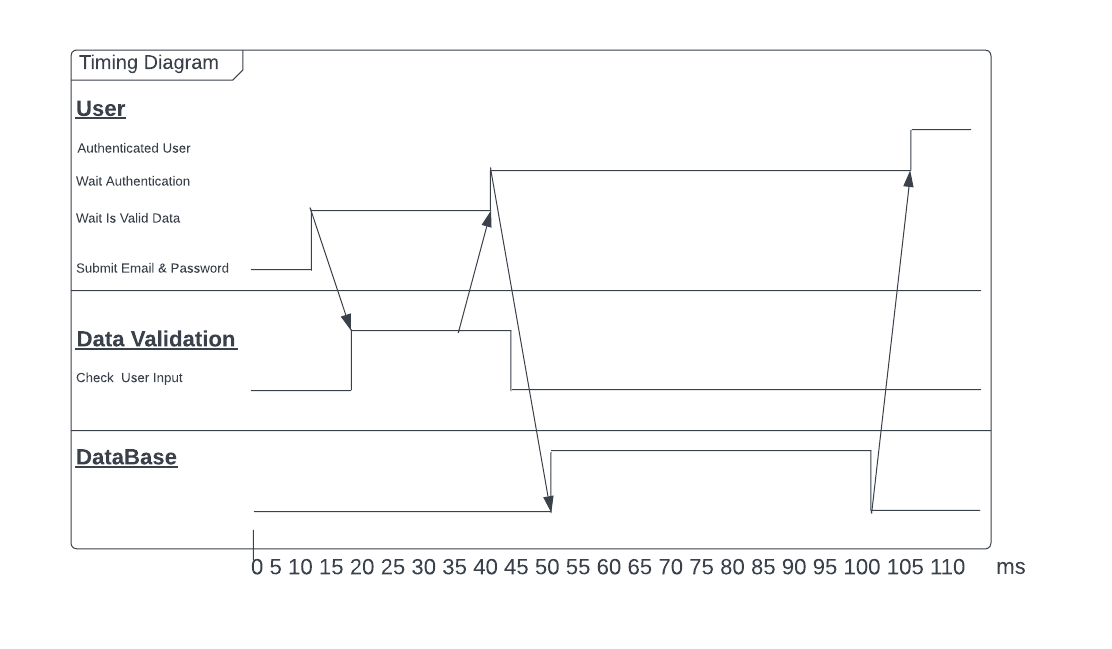 Timing Diagram
User
Authenticated User
Wait Authentication
Wait Is Valid Data
Submit Email & Password
Data Validation
Check User Input
DataBase
0 5 10 15 20 25 30 35 40 45 50 55 60 65 70 75 80 85 90 95 100 105 110 ms